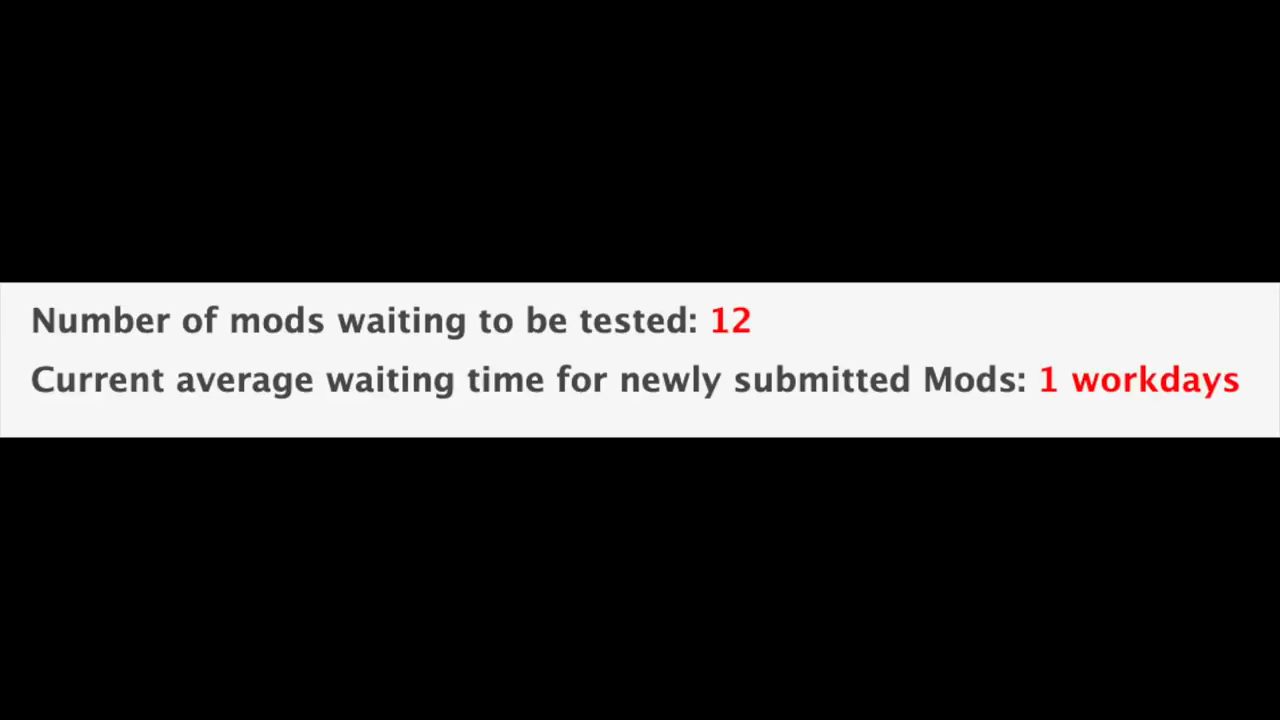 Number of mods waiting to be tested: 12
Current average waiting time for newly submitted Mods: 1 workdays